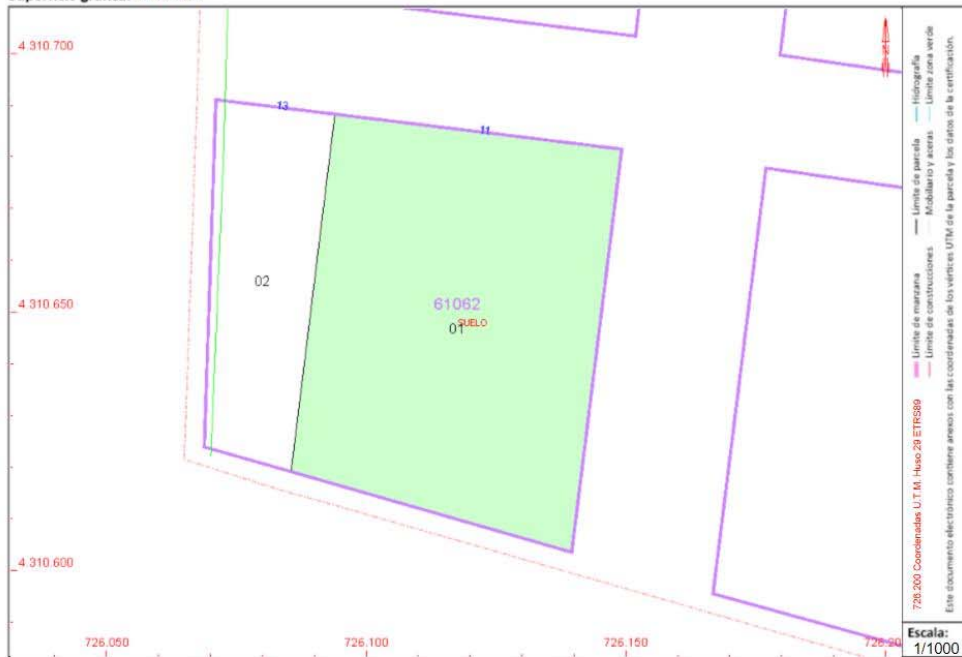 4.310.700
13
11
02
61062
SUELO
01
4.310.650
4.310.600
726.050
726.100
726.150
726.20
Límite de manzana
Límite de parcela
Hidrografía
Límite de construcciones
Mobiliario y aceras
Límite zona verde
726.200 Coordenadas U.T.M. Huso 29 ETRS89
Este documento electrónico contiene anexos con las coordenadas de los vértices UTM de la parcela y los datos de la certificación.
Escala:
1/1000